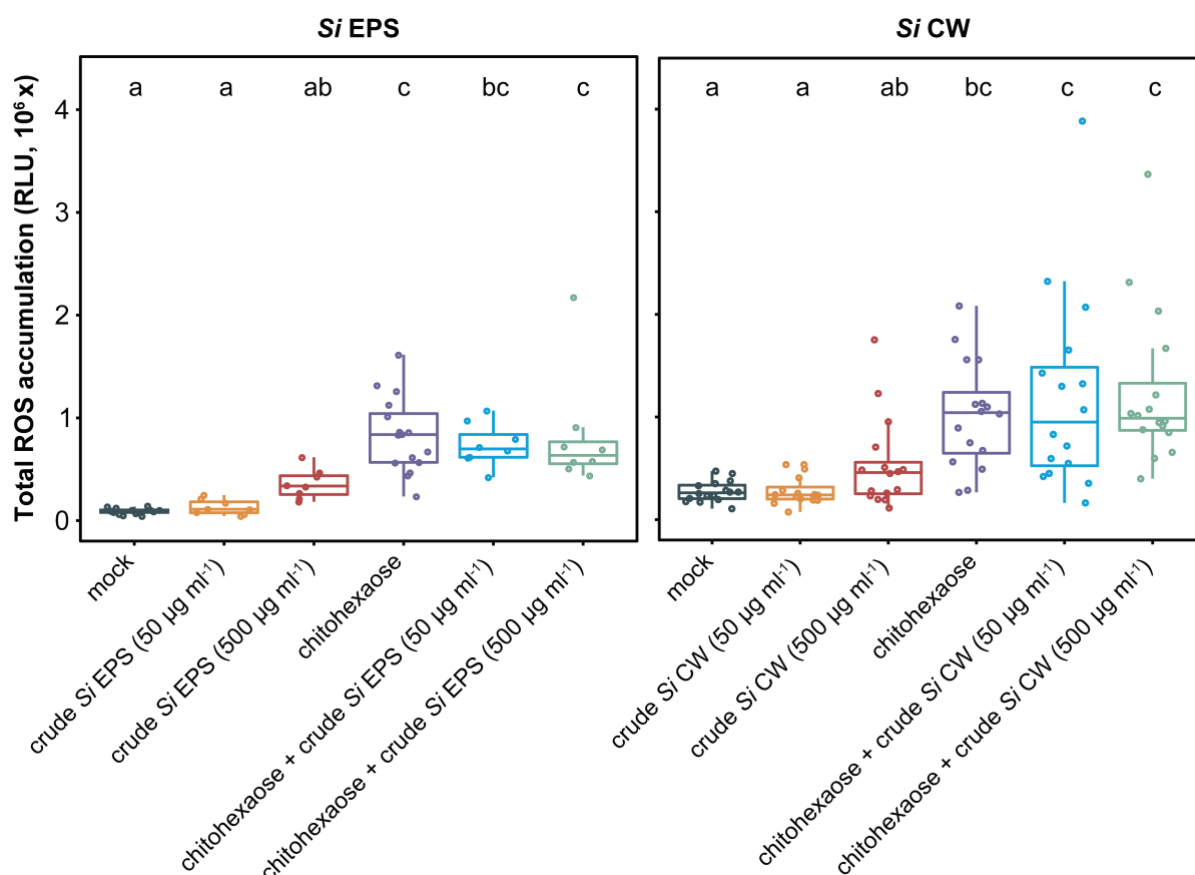 Si EPS
Si CW
Total ROS accumulation (RLU, 10⁶ x)
4
3
2
1
0
a a ab c bc c
a a ab bc c c
mock
crude Si EPS (50 µg ml⁻¹)
crude Si EPS (500 µg ml⁻¹)
chitohexaose
chitohexaose + crude Si EPS (50 µg ml⁻¹)
chitohexaose + crude Si EPS (500 µg ml⁻¹)
mock
crude Si CW (50 µg ml⁻¹)
crude Si CW (500 µg ml⁻¹)
chitohexaose
chitohexaose + crude Si CW (50 µg ml⁻¹)
chitohexaose + crude Si CW (500 µg ml⁻¹)